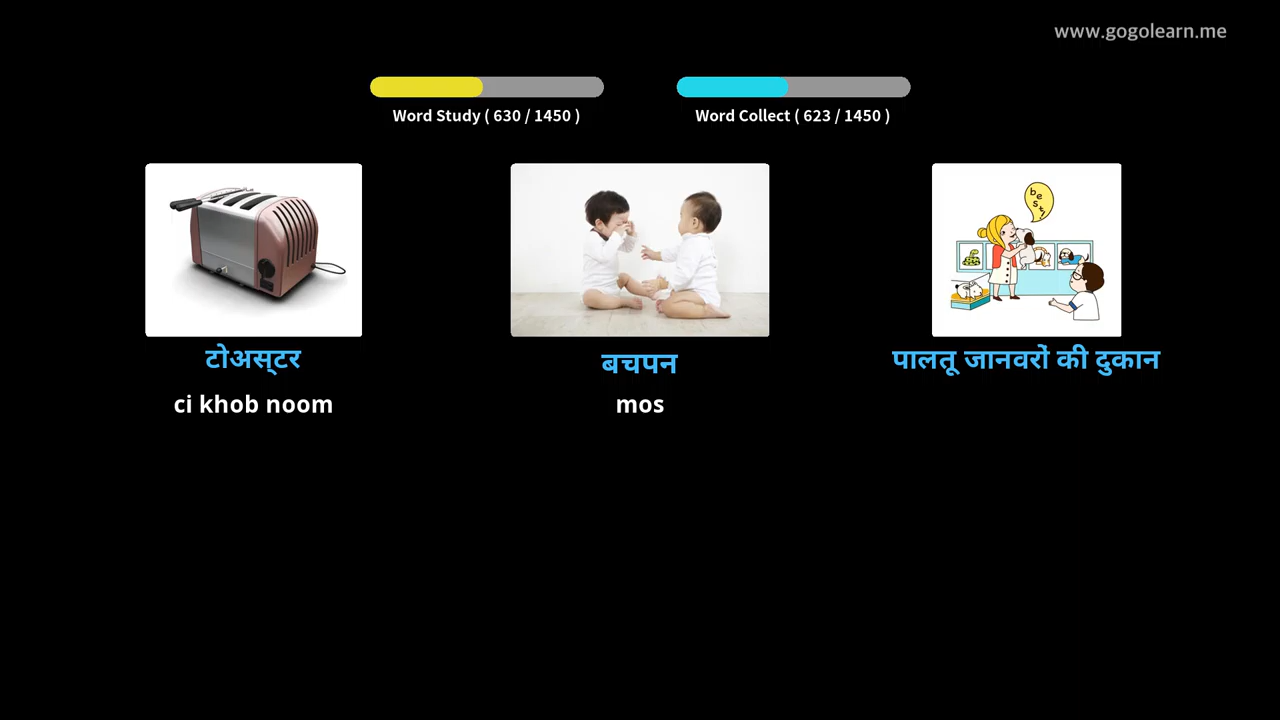 www.gogolearn.me
Word Study ( 630 / 1450 )
Word Collect ( 623 / 1450 )
best
टोअस्टर
बचपन
पालतू जानवरों की दुकान
ci khob noom
mos